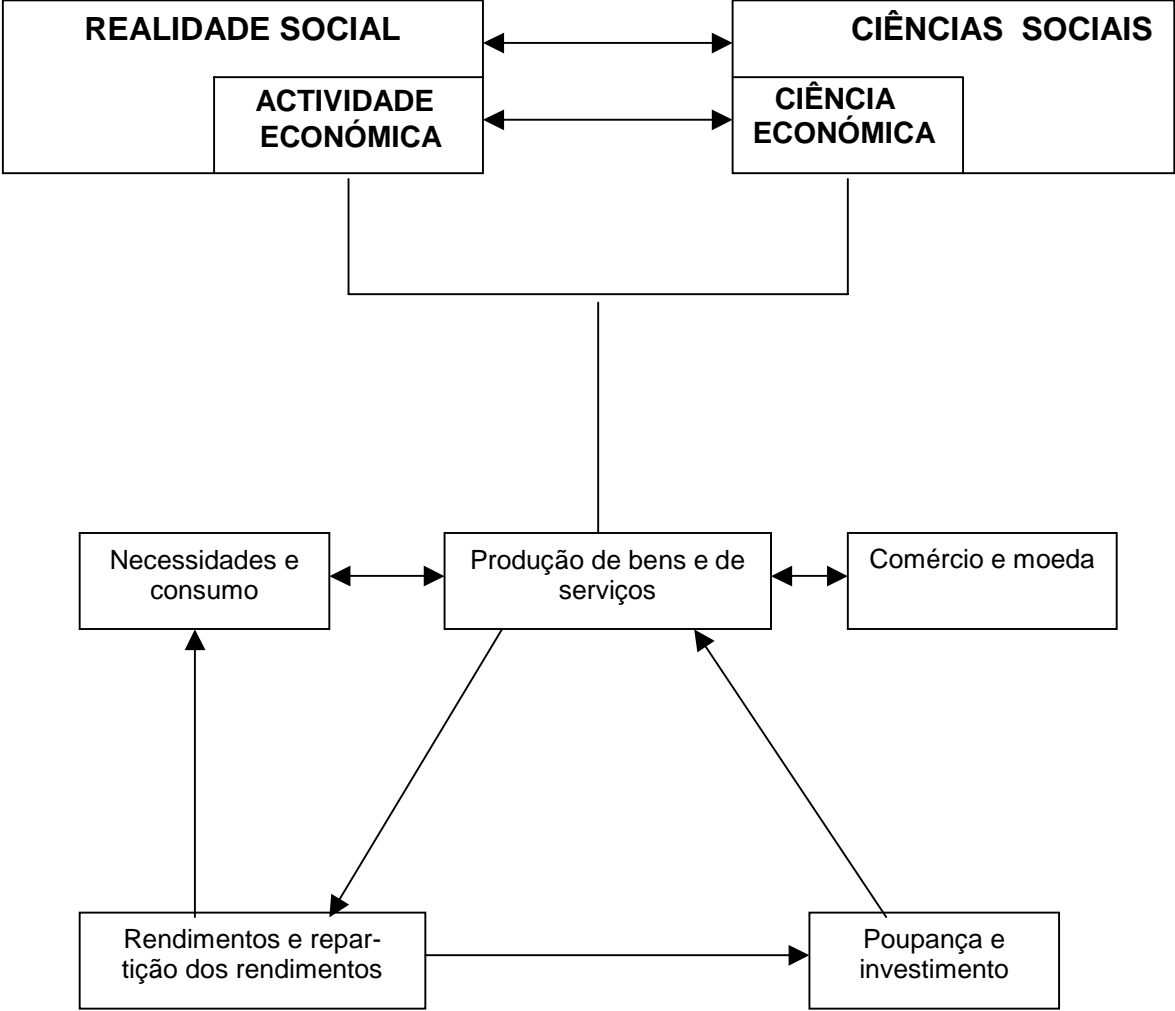 REALIDADE SOCIAL
ACTIVIDADE
ECONÓMICA
CIÊNCIAS SOCIAIS
CIÊNCIA
ECONÓMICA
Necessidades e
consumo
Produção de bens e de
serviços
Comércio e moeda
Rendimentos e repar-
tição dos rendimentos
Poupança e
investimento